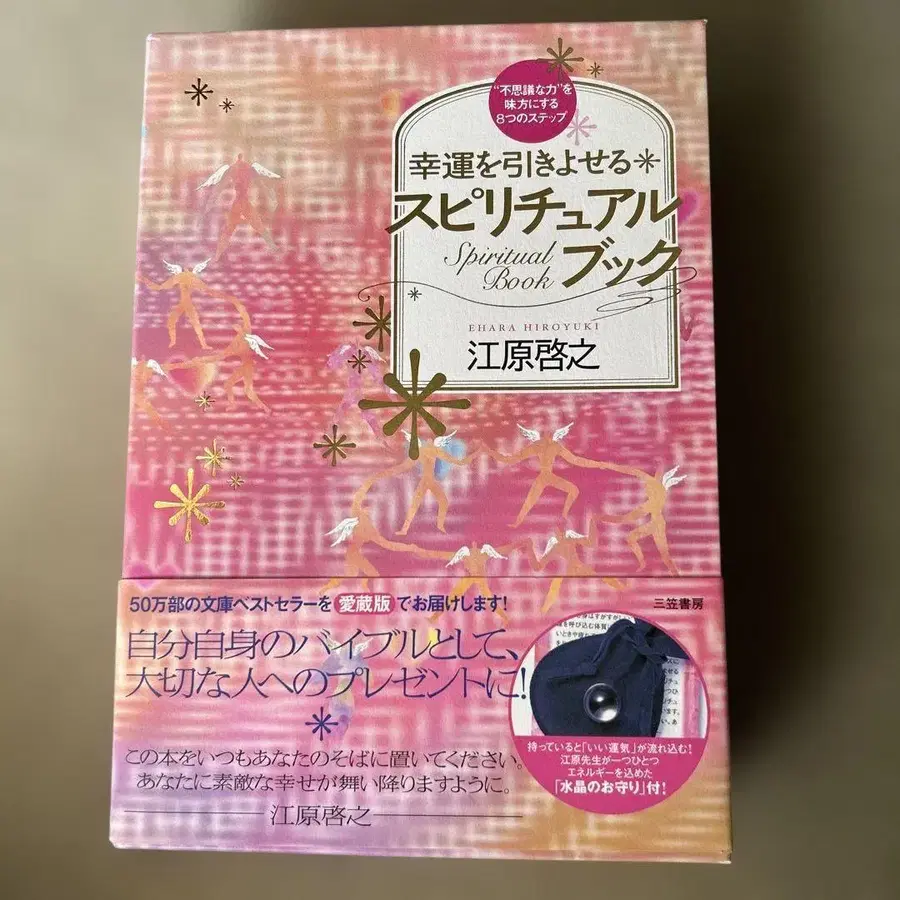 “不思議な力”を
味方にする
8つのステップ
幸運を引きよせる
スピリチュアル
Spiritual
Book
ブック
EHARA HIROYUKI
江原啓之
50万部の文庫ベストセラーを 愛蔵版 でお届けします!
三笠書房
自分自身のバイブルとして、
大切な人へのプレゼントに!
この本をいつもあなたのそばに置いてください。
あなたに素敵な幸せが舞い降りますように。
江原啓之
持っていると「いい運気」が流れ込む!
江原先生が一つひとつ
エネルギーを込めた
「水晶のお守り」付!